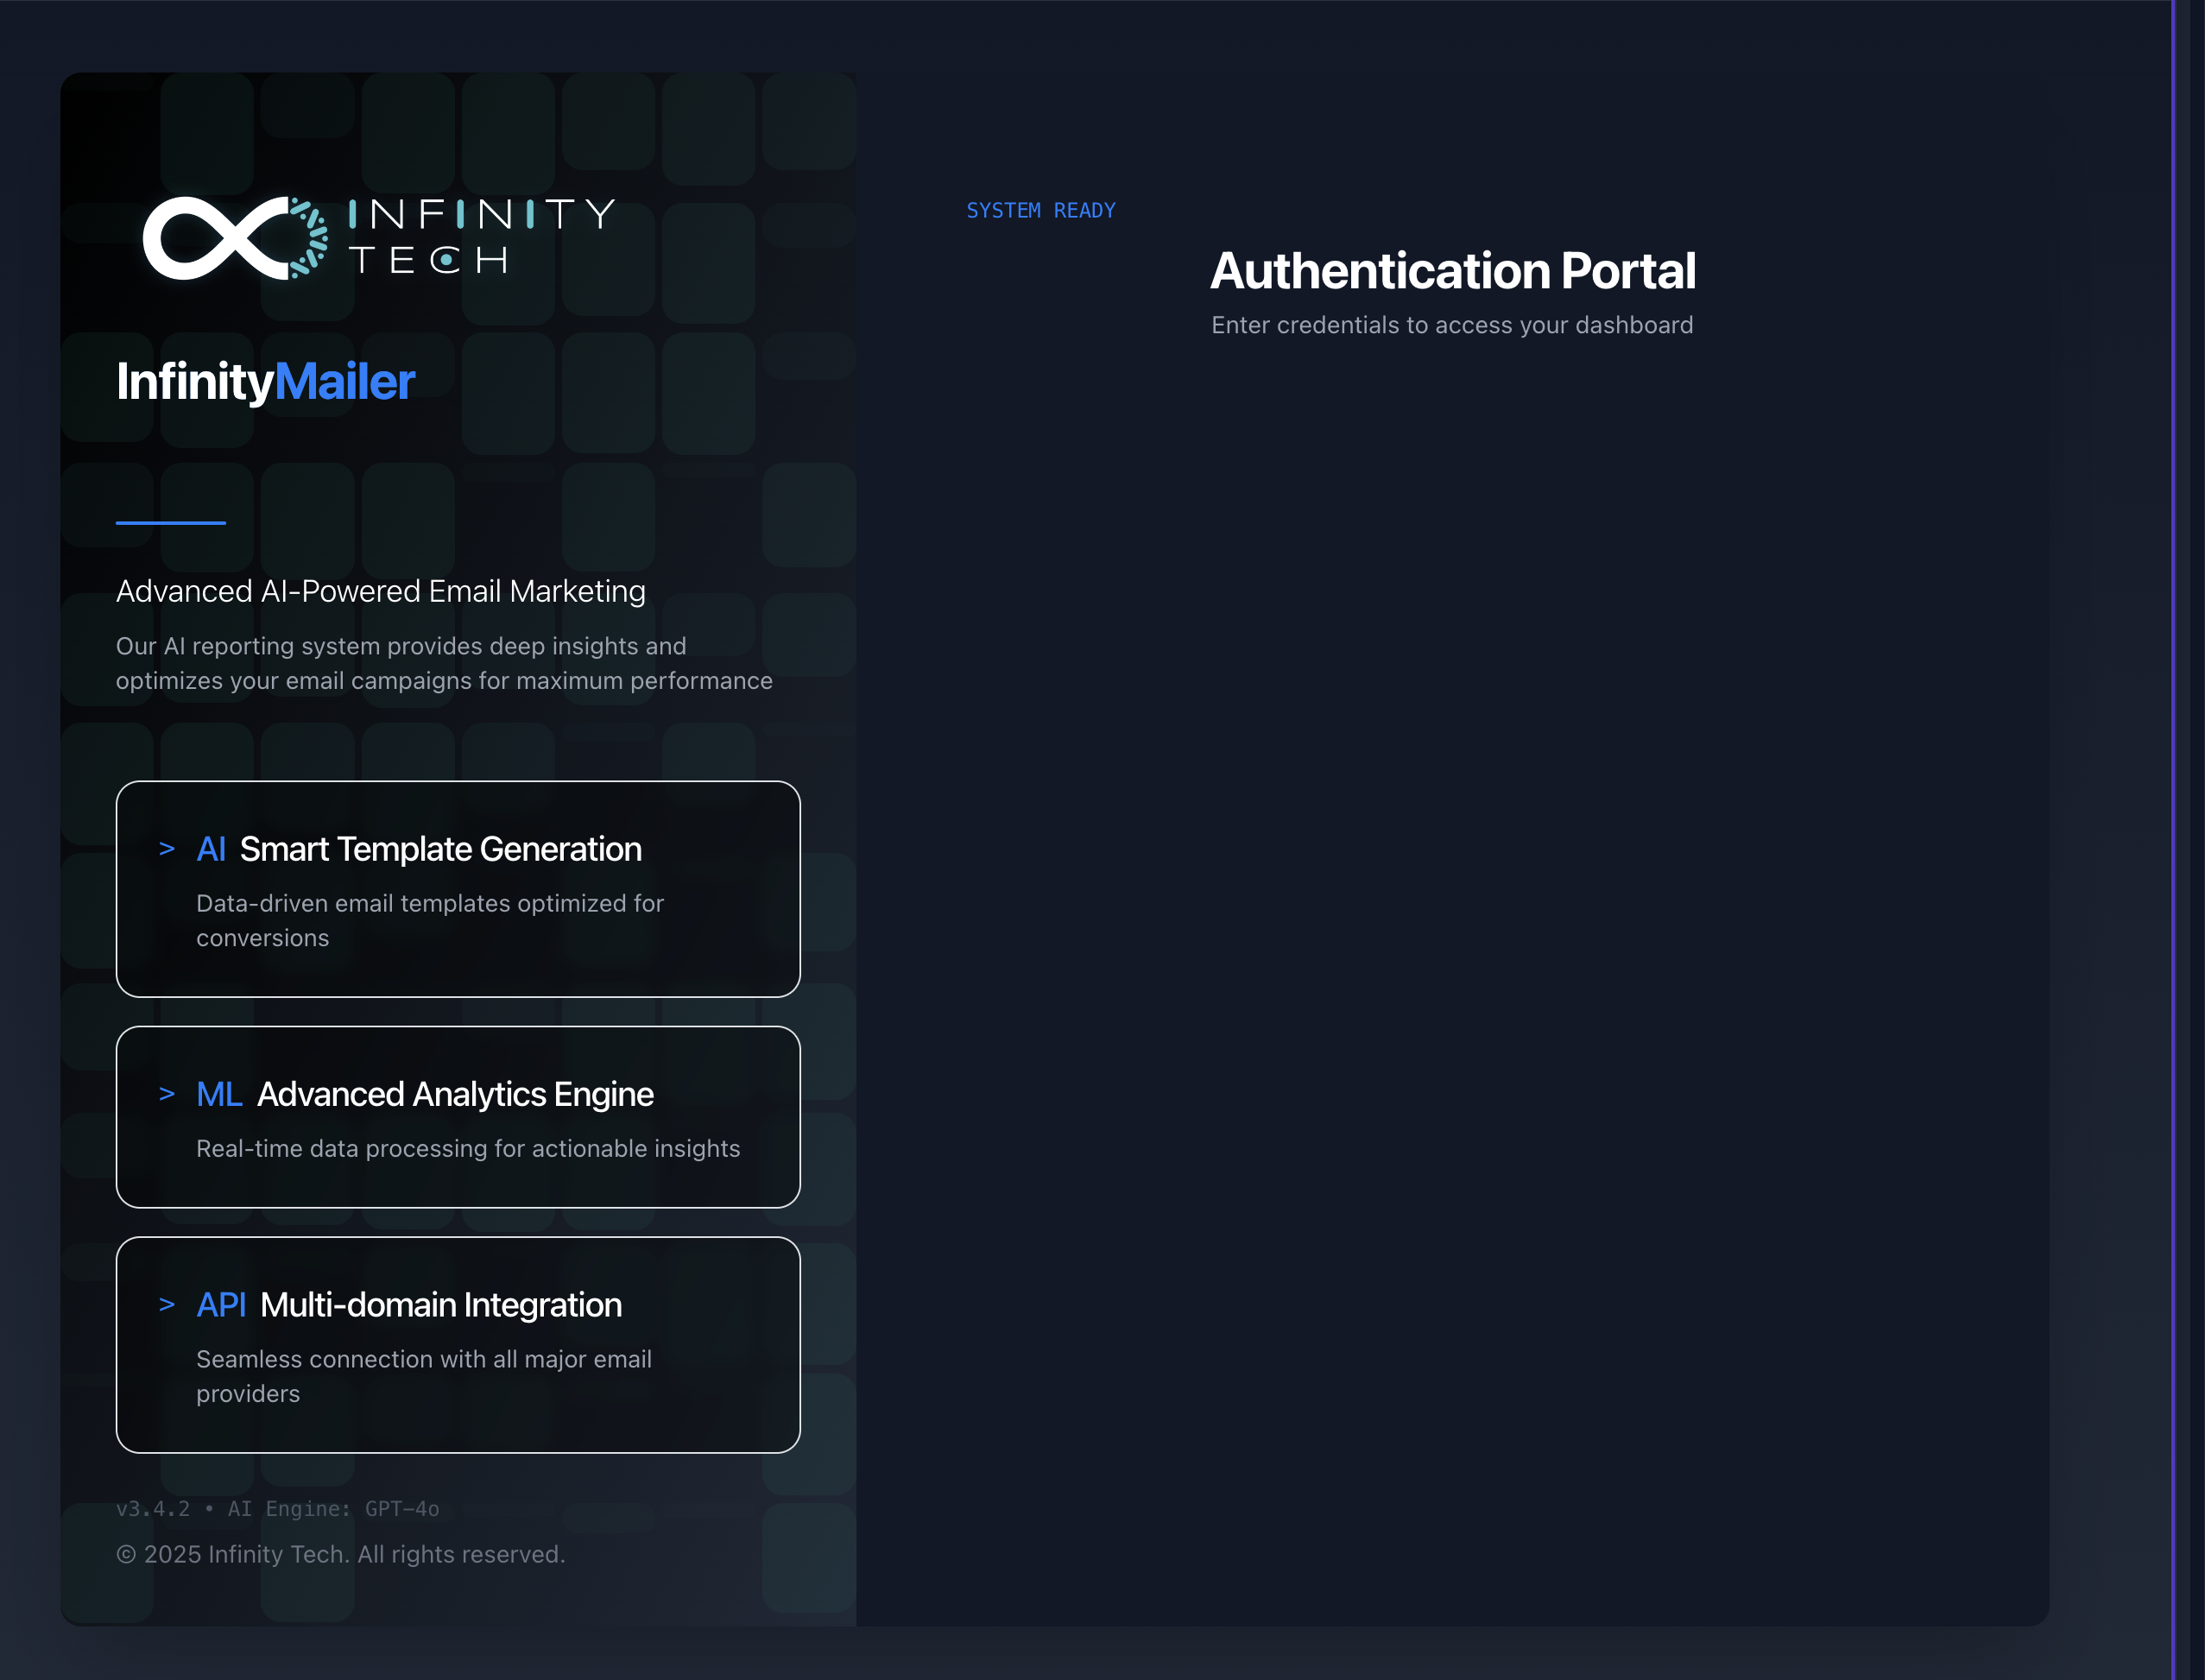 INFINITY
TECH
InfinityMailer
Advanced AI-Powered Email Marketing
Our AI reporting system provides deep insights and
optimizes your email campaigns for maximum performance
> AI Smart Template Generation
Data-driven email templates optimized for
conversions
> ML Advanced Analytics Engine
Real-time data processing for actionable insights
> API Multi-domain Integration
Seamless connection with all major email
providers
v3.4.2 • AI Engine: GPT-4o
© 2025 Infinity Tech. All rights reserved.
SYSTEM READY
Authentication Portal
Enter credentials to access your dashboard